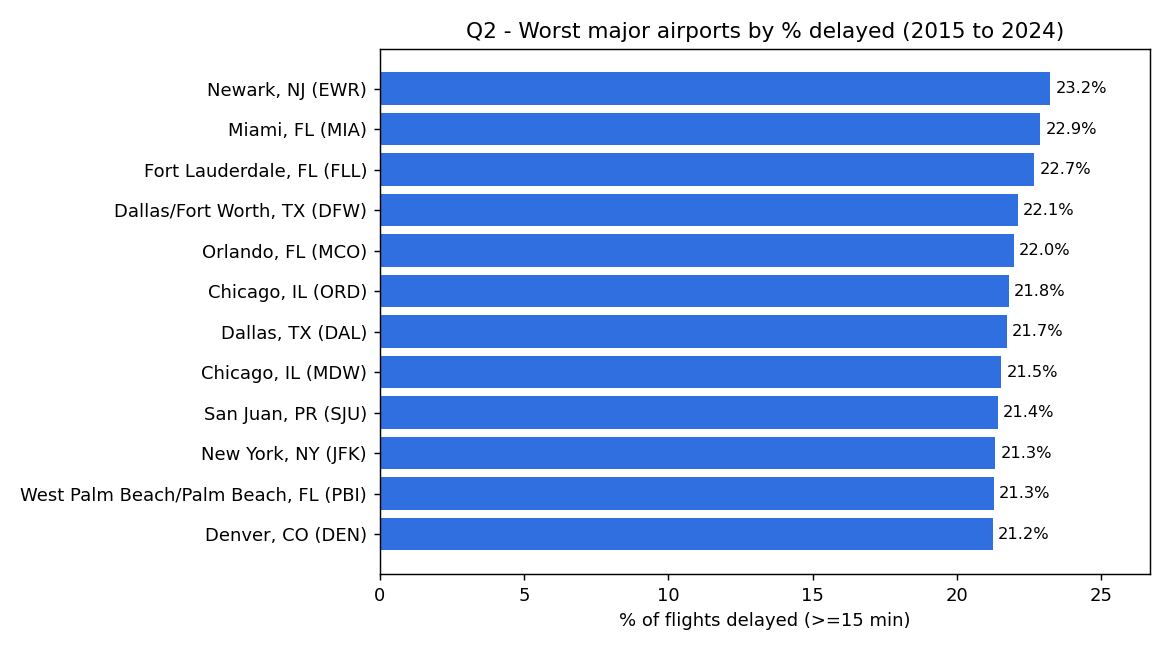 Q2 - Worst major airports by % delayed (2015 to 2024)
Newark, NJ (EWR) 23.2%
Miami, FL (MIA) 22.9%
Fort Lauderdale, FL (FLL) 22.7%
Dallas/Fort Worth, TX (DFW) 22.1%
Orlando, FL (MCO) 22.0%
Chicago, IL (ORD) 21.8%
Dallas, TX (DAL) 21.7%
Chicago, IL (MDW) 21.5%
San Juan, PR (SJU) 21.4%
New York, NY (JFK) 21.3%
West Palm Beach/Palm Beach, FL (PBI) 21.3%
Denver, CO (DEN) 21.2%
0 5 10 15 20 25
% of flights delayed (>=15 min)